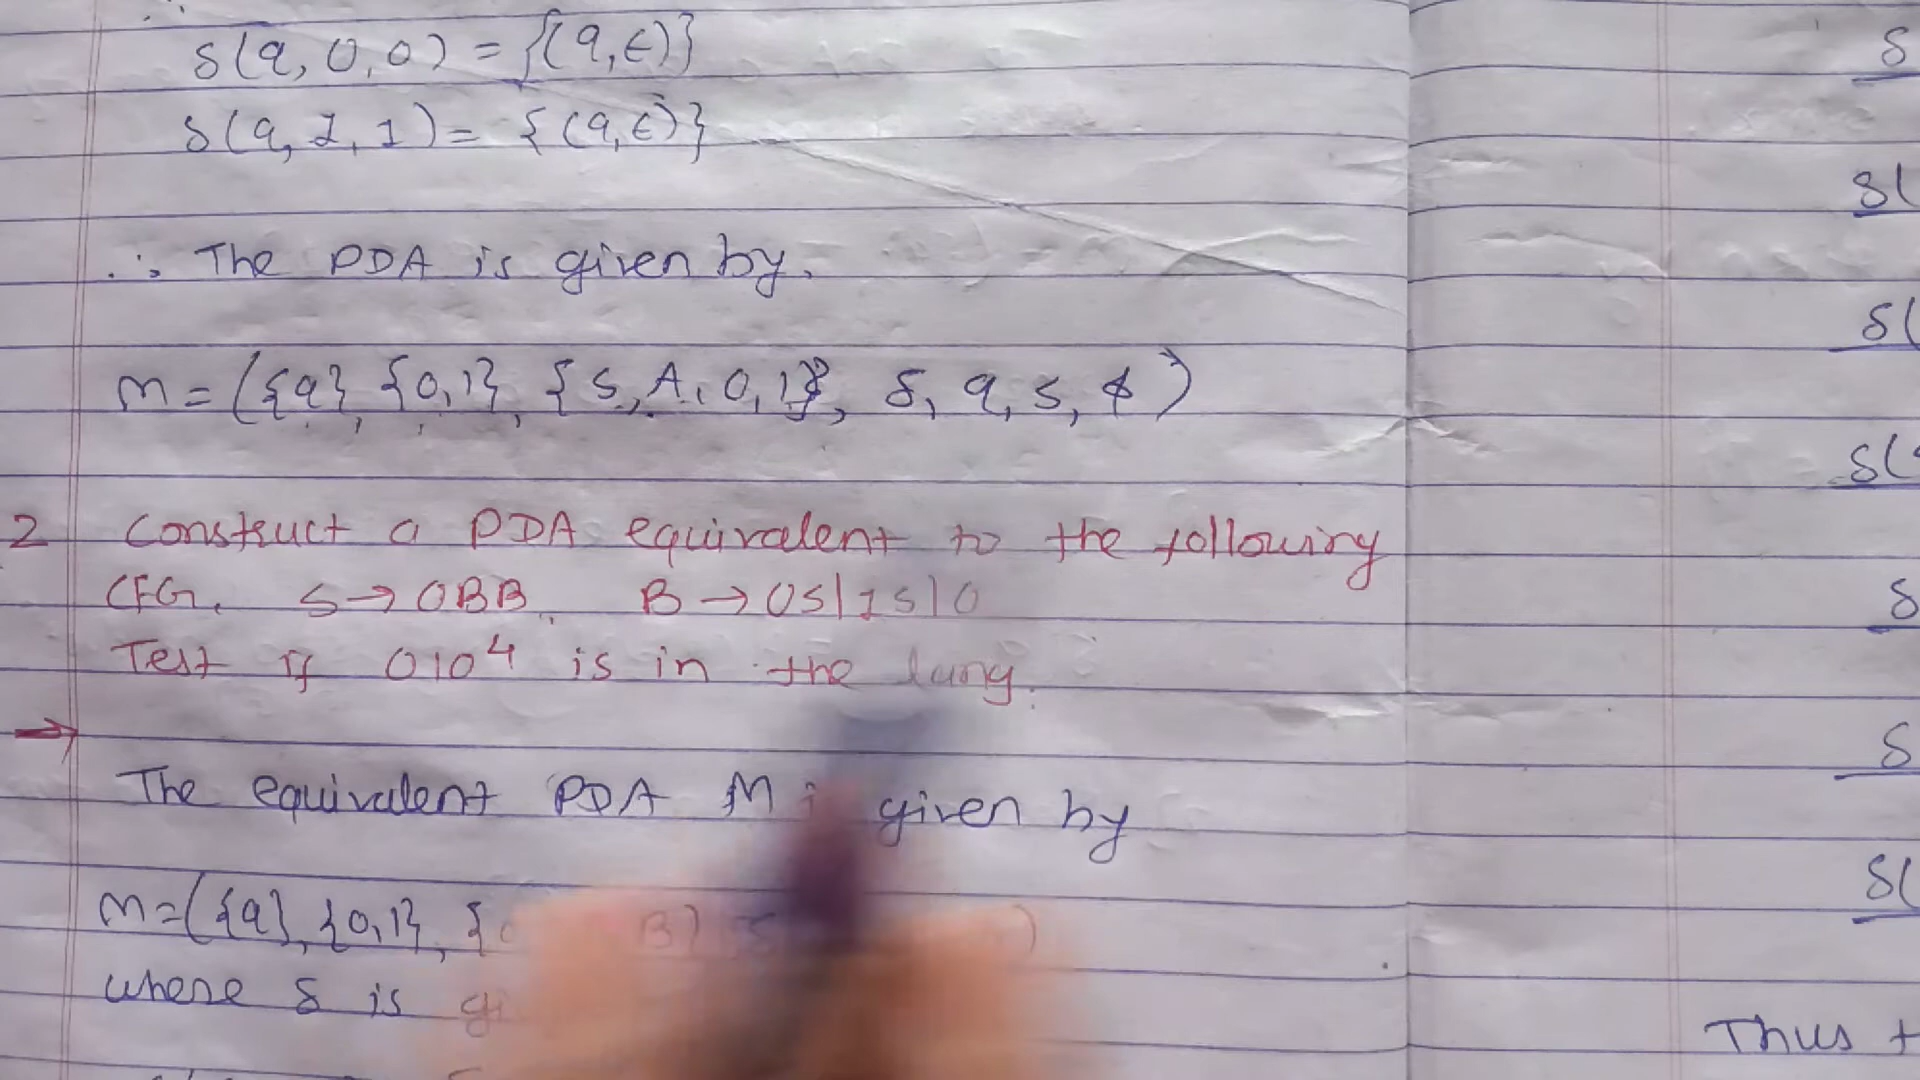 δ(q, 0, 0) = {(q, ε)}
δ(q, 1, 1) = {(q, ε)}
∴ The PDA is given by.
M = ({q}, {0,1}, {S, A, 0, 1}, δ, q, S, ϕ)
2 Construct a PDA equivalent to the following
CFG. S → 0BB, B → 0S|1S|0
Test if 010⁴ is in the lang.
→
The equivalent PDA M given by
M = ({q}, {0,1}, { B} )
where δ is
δ
δ(
δ(
δ(
δ
δ
δ(
Thus